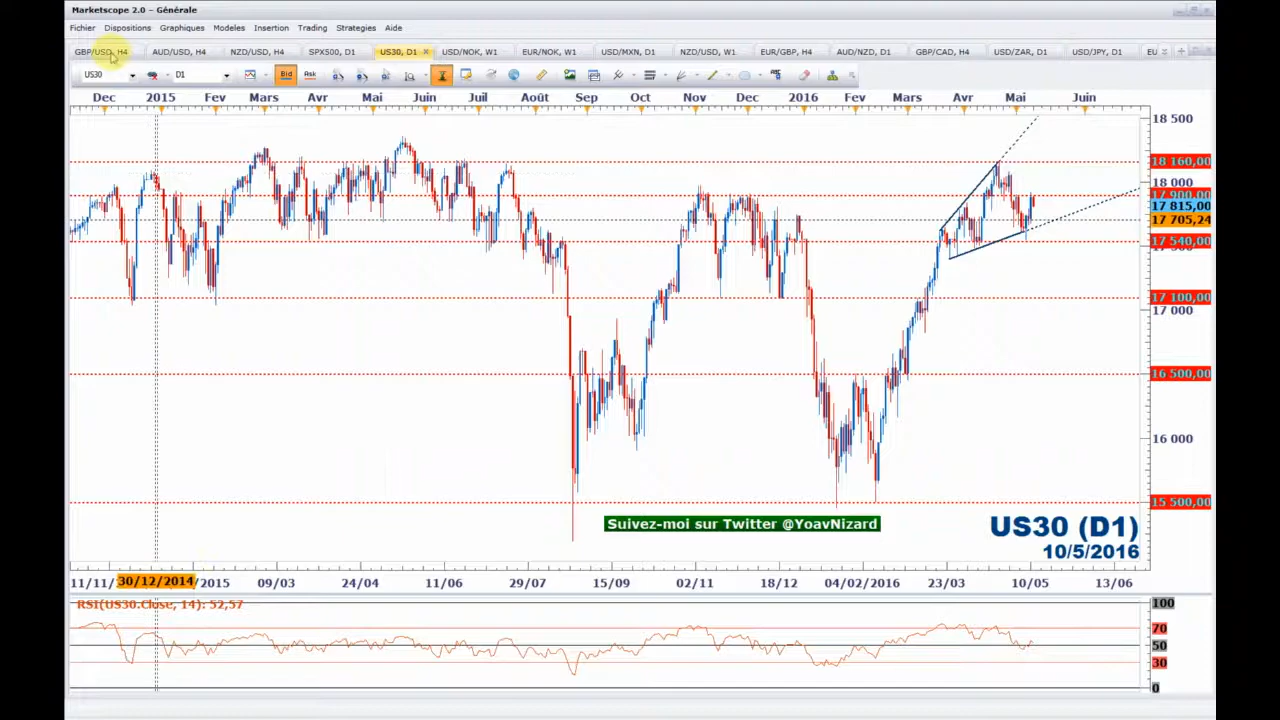 Marketscope 2.0 – Générale
Fichier Dispositions Graphiques Modeles Insertion Trading Strategies Aide
GBP/USD, H4 AUD/USD, H4 NZD/USD, H4 SPX500, D1 US30, D1 USD/NOK, W1 EUR/NOK, W1 USD/MXN, D1 NZD/USD, W1 EUR/GBP, H4 AUD/NZD, D1 GBP/CAD, H4 USD/ZAR, D1 USD/JPY, D1 EU
US30 D1 Bid Ask
Dec 2015 Fev Mars Avr Mai Juin Juil Août Sep Oct Nov Dec 2016 Fev Mars Avr Mai Juin
18 500
18 160,00
18 000
17 900,00
17 815,00
17 705,24
17 540,00
17 100,00
17 000
16 500,00
16 000
15 500,00
Suivez-moi sur Twitter @YoavNizard
US30 (D1)
10/5/2016
11/11/ 30/12/2014 /2015 09/03 24/04 11/06 29/07 15/09 02/11 18/12 04/02/2016 23/03 10/05 13/06
RSI(US30.Close, 14): 52,57
100
70
50
30
0